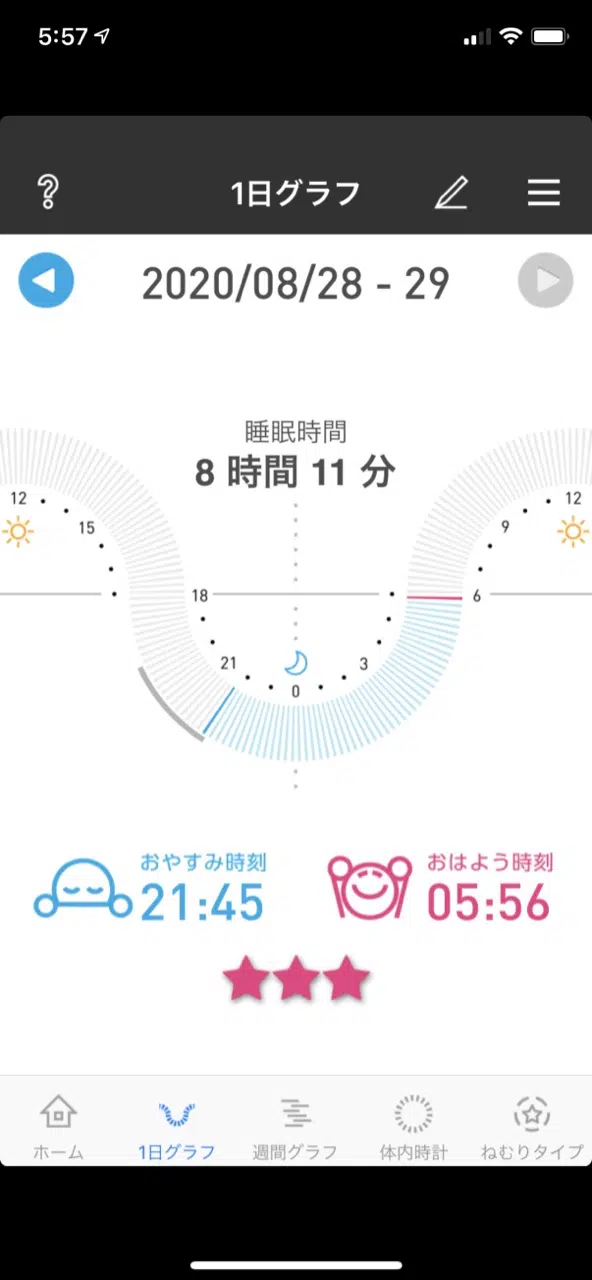 5:57
1日グラフ
2020/08/28 - 29
睡眠時間
8 時間 11 分
12
15
18
21
0
3
6
9
12
おやすみ時刻
21:45
おはよう時刻
05:56
ホーム
1日グラフ
週間グラフ
体内時計
ねむりタイプ